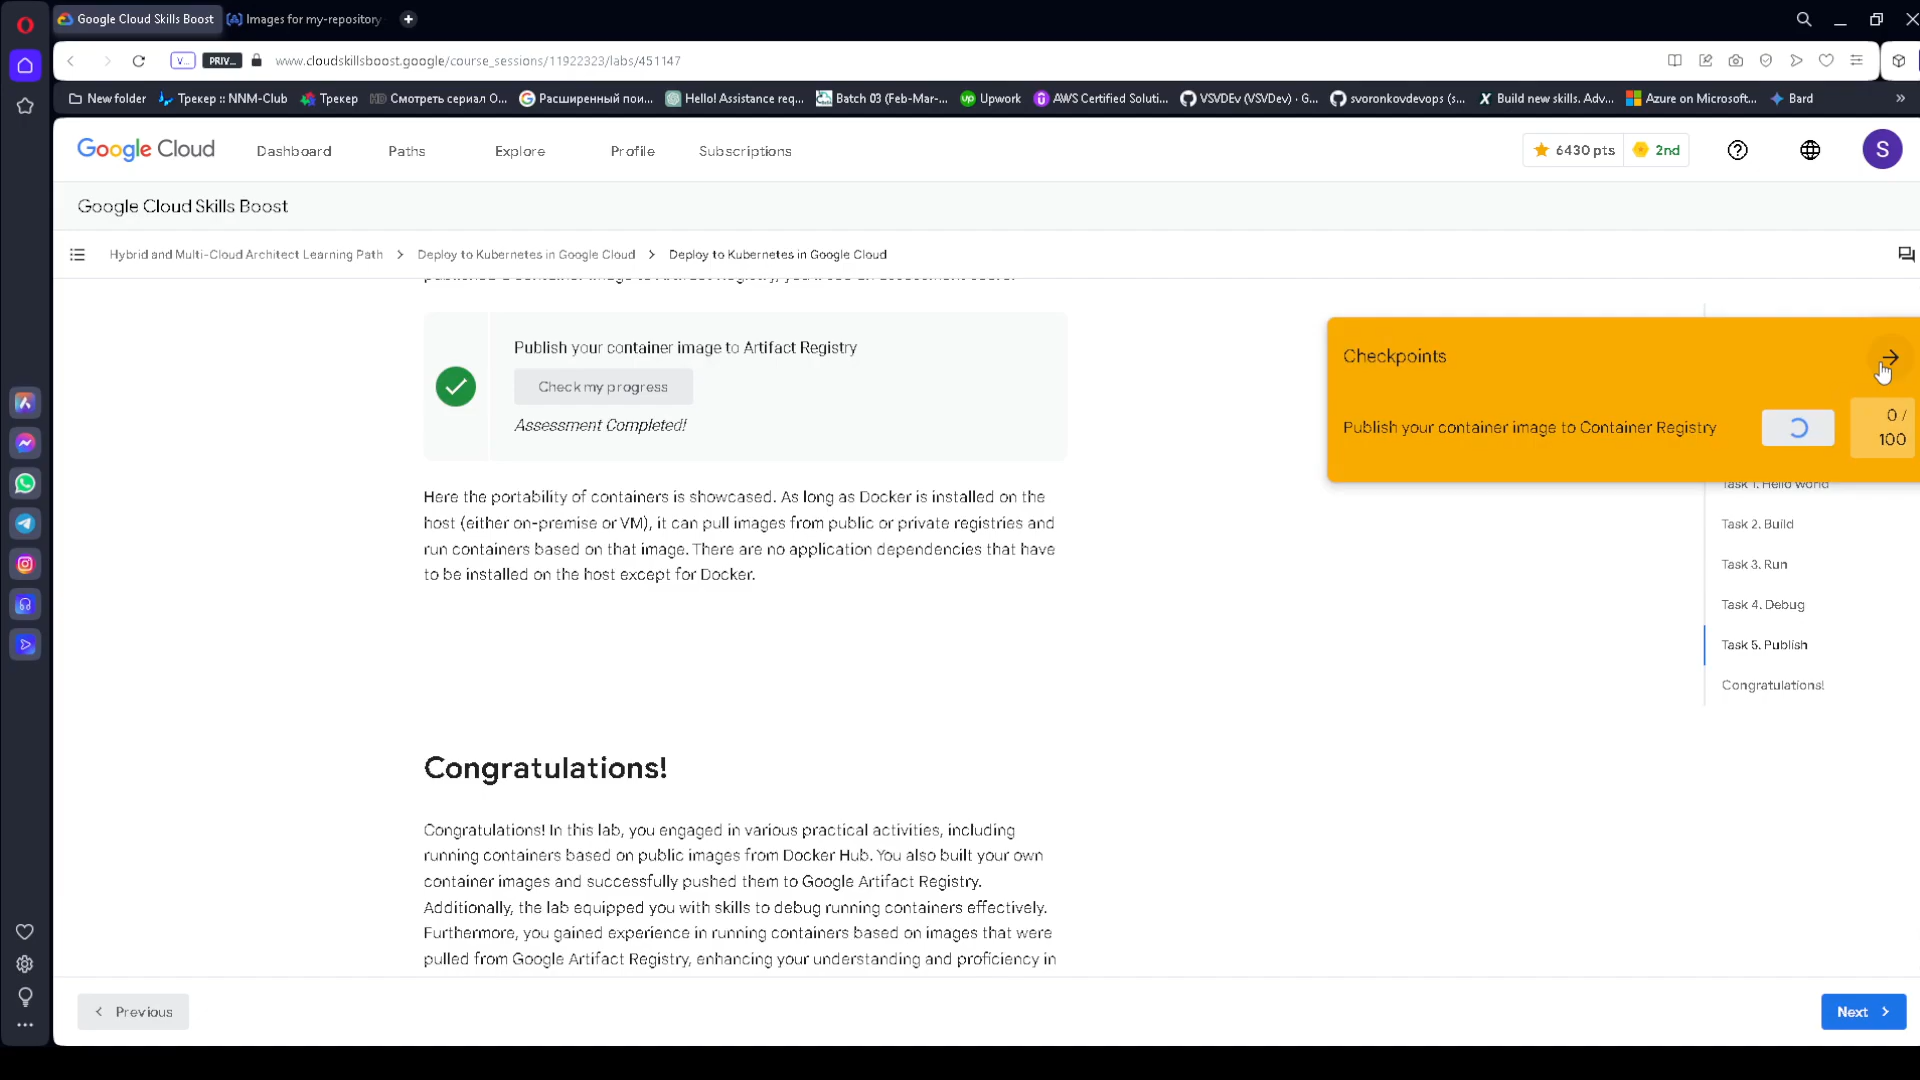 Google Cloud Skills Boost
Images for my-repository
V...
PRIV...
www.cloudskillsboost.google/course_sessions/11922323/labs/451147
New folder
Трекер :: NNM-Club
Трекер
HD Смотреть сериал О...
Расширенный пои...
Hello! Assistance req...
Batch 03 (Feb-Mar-...
up Upwork
AWS Certified Soluti...
VSVDEv (VSVDev) · G...
svoronkovdevops (s...
X Build new skills. Adv...
Azure on Microsoft...
Bard
Google Cloud
Dashboard
Paths
Explore
Profile
Subscriptions
6430 pts
2nd
S
Google Cloud Skills Boost
Hybrid and Multi-Cloud Architect Learning Path
Deploy to Kubernetes in Google Cloud
Deploy to Kubernetes in Google Cloud
Publish your container image to Artifact Registry
Check my progress
Assessment Completed!
Checkpoints
Publish your container image to Container Registry
0 /
100
Here the portability of containers is showcased. As long as Docker is installed on the
host (either on-premise or VM), it can pull images from public or private registries and
run containers based on that image. There are no application dependencies that have
to be installed on the host except for Docker.
Task 1. Hello world
Task 2. Build
Task 3. Run
Task 4. Debug
Task 5. Publish
Congratulations!
Congratulations!
Congratulations! In this lab, you engaged in various practical activities, including
running containers based on public images from Docker Hub. You also built your own
container images and successfully pushed them to Google Artifact Registry.
Additionally, the lab equipped you with skills to debug running containers effectively.
Furthermore, you gained experience in running containers based on images that were
pulled from Google Artifact Registry, enhancing your understanding and proficiency in
Previous
Next